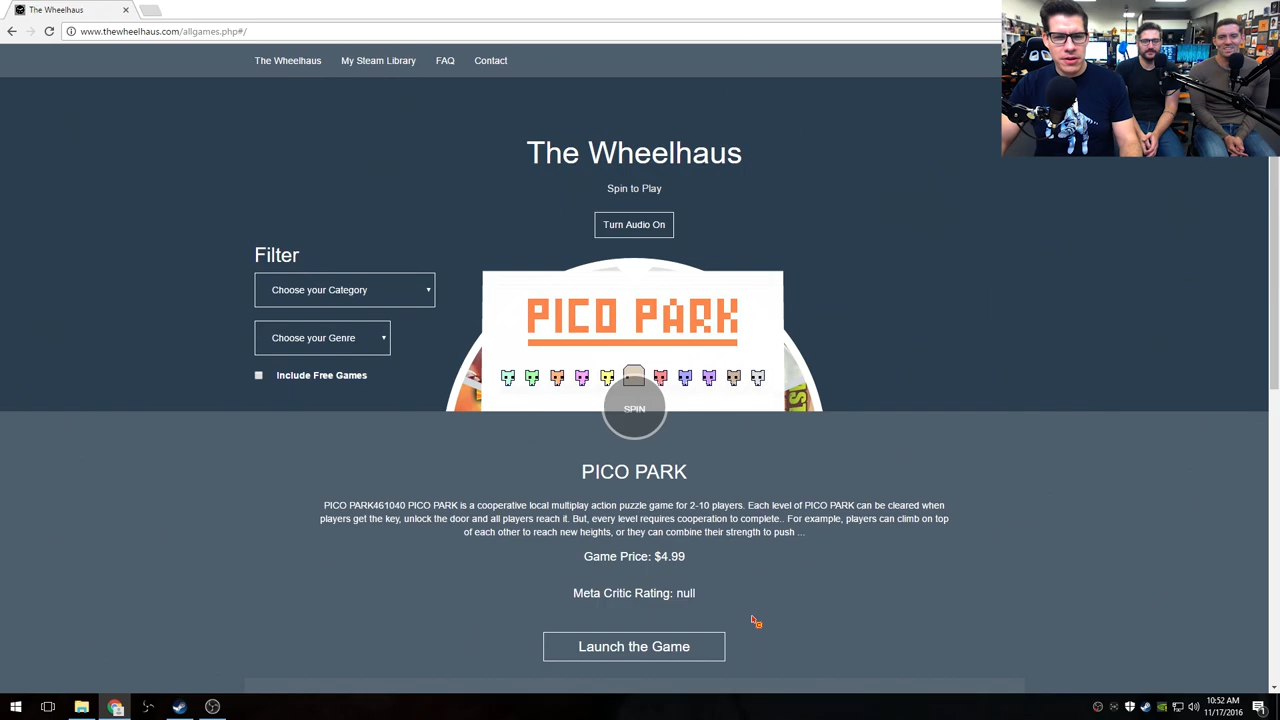 The Wheelhaus
www.thewheelhaus.com/allgames.php#/
The Wheelhaus
My Steam Library
FAQ
Contact
The Wheelhaus
Spin to Play
Turn Audio On
Filter
Choose your Category
Choose your Genre
Include Free Games
PICO PARK
SPIN
PICO PARK
PICO PARK461040 PICO PARK is a cooperative local multiplay action puzzle game for 2-10 players. Each level of PICO PARK can be cleared when
players get the key, unlock the door and all players reach it. But, every level requires cooperation to complete.. For example, players can climb on top
of each other to reach new heights, or they can combine their strength to push ...
Game Price: $4.99
Meta Critic Rating: null
Launch the Game
10:52 AM
11/17/2016